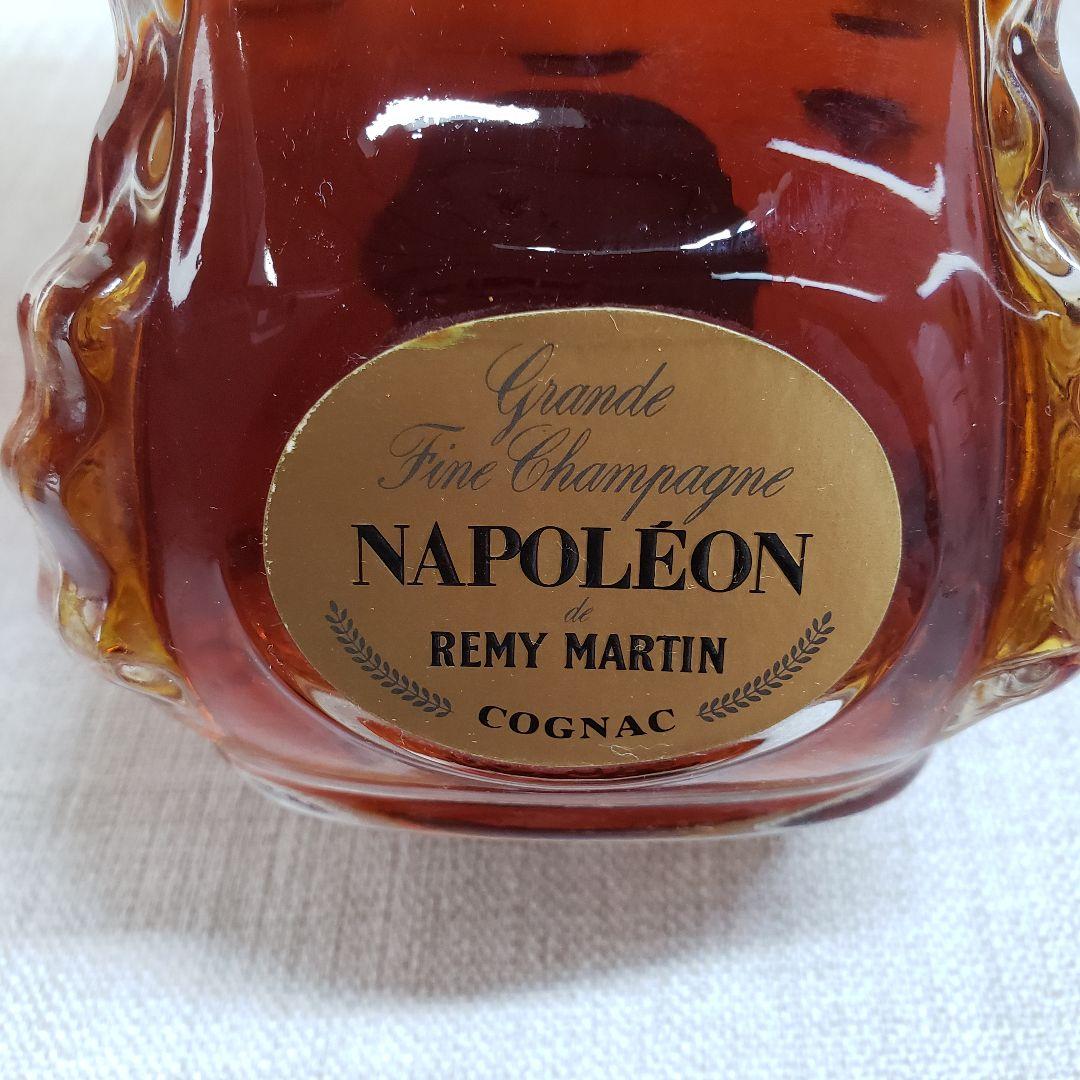 Grande
Fine Champagne
NAPOLÉON
de
REMY MARTIN
COGNAC